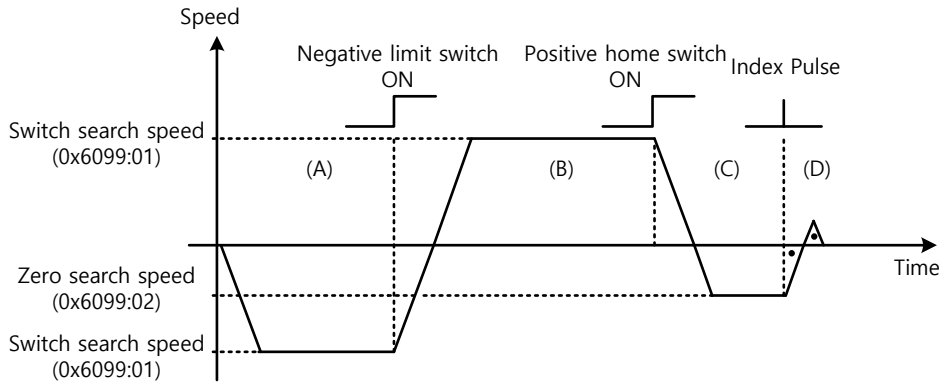 Speed
Negative limit switch
ON
Positive home switch
ON
Index Pulse
Switch search speed
(0x6099:01)
(A)
(B)
(C)
(D)
Zero search speed
(0x6099:02)
Time
Switch search speed
(0x6099:01)